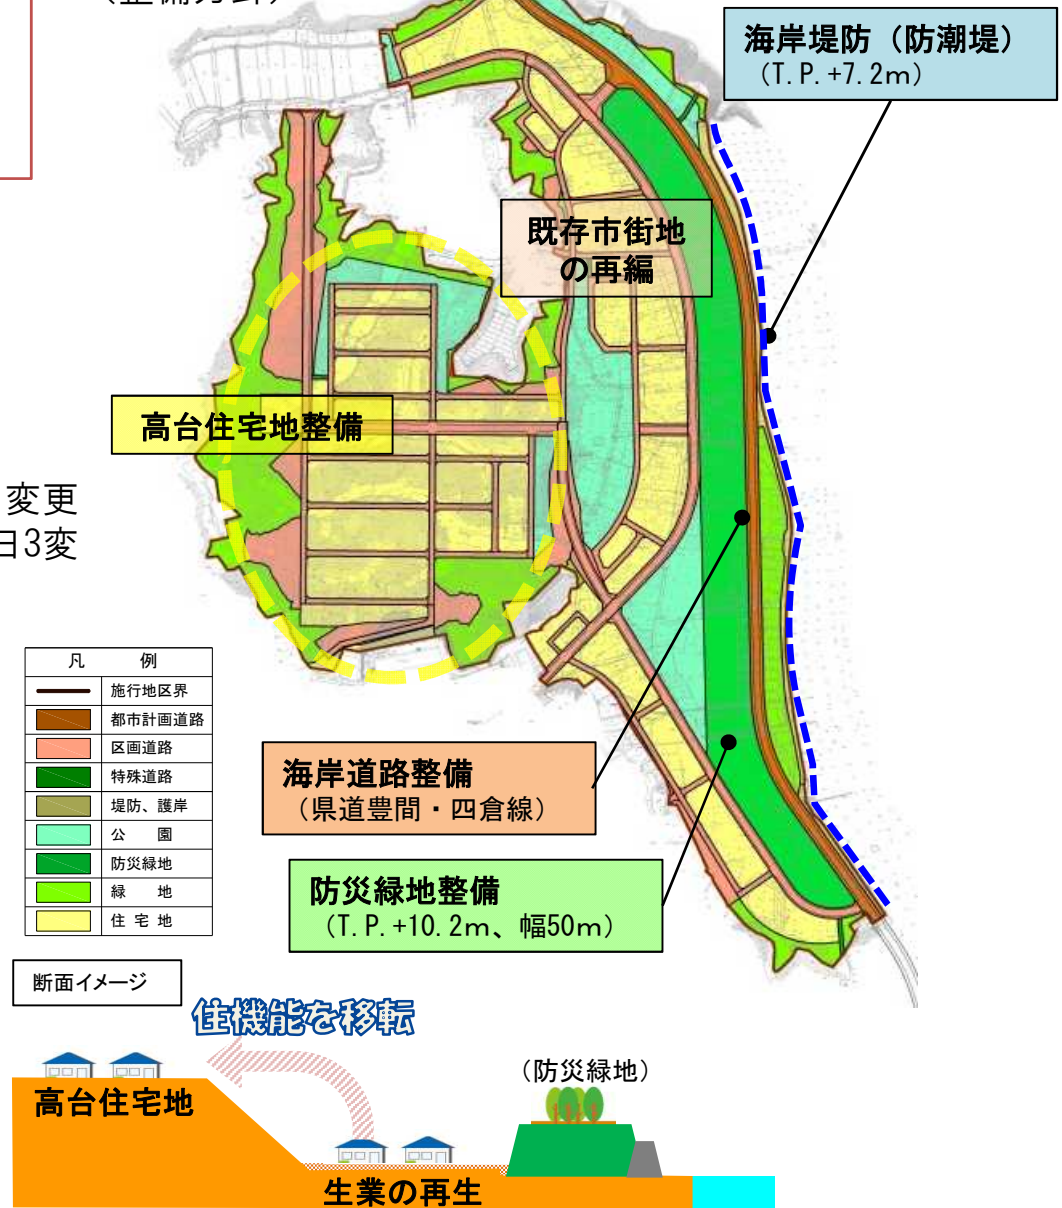 海岸堤防（防潮堤）
（T.P.+7.2m）
既存市街地
の再編
高台住宅地整備
変更
日3変
凡　例
施行地区界
都市計画道路
区画道路
特殊道路
堤防、護岸
公　園
防災緑地
緑　地
住 宅 地
海岸道路整備
（県道豊間・四倉線）
防災緑地整備
（T.P.+10.2m、幅50m）
断面イメージ
住機能を移転
（防災緑地）
高台住宅地
生業の再生